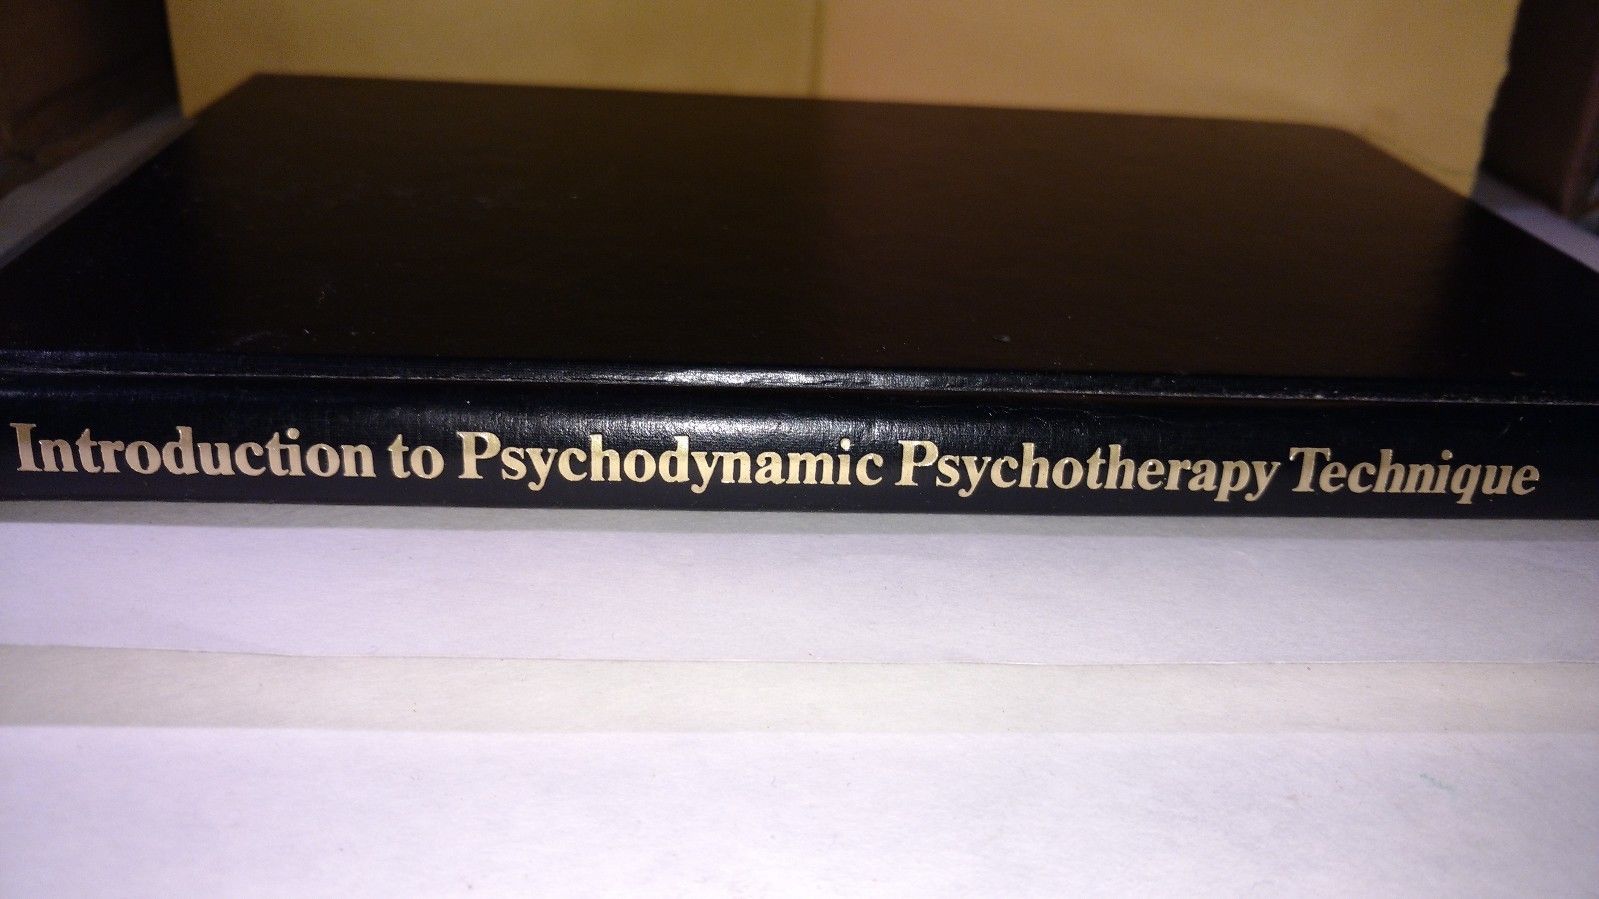 Introduction to Psychodynamic Psychotherapy Technique